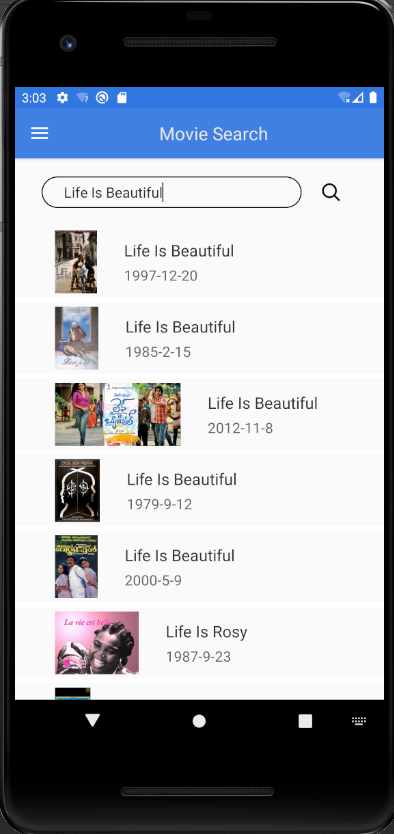 3:03
Movie Search
Life Is Beautiful
Life Is Beautiful
1997-12-20
Life Is Beautiful
1985-2-15
Life Is Beautiful
2012-11-8
Life Is Beautiful
1979-9-12
Life Is Beautiful
2000-5-9
La vie est belle
Life Is Rosy
1987-9-23